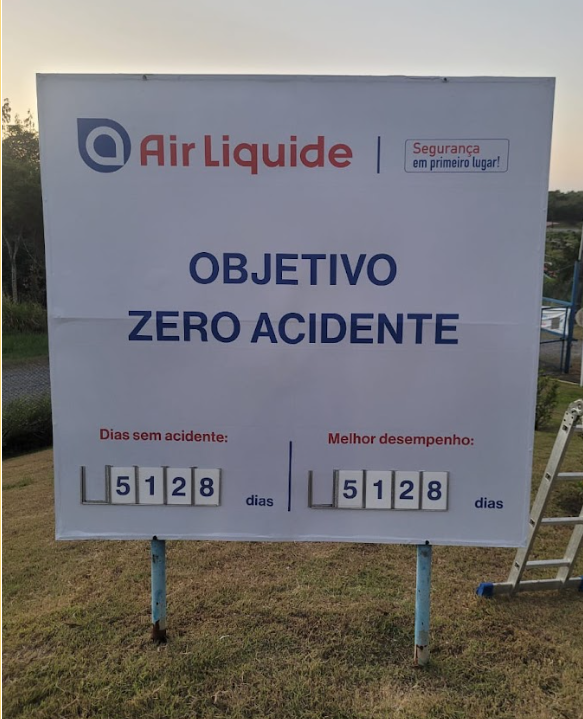 Air Liquide
Segurança
em primeiro lugar!
OBJETIVO
ZERO ACIDENTE
Dias sem acidente:
5128 dias
Melhor desempenho:
5128 dias